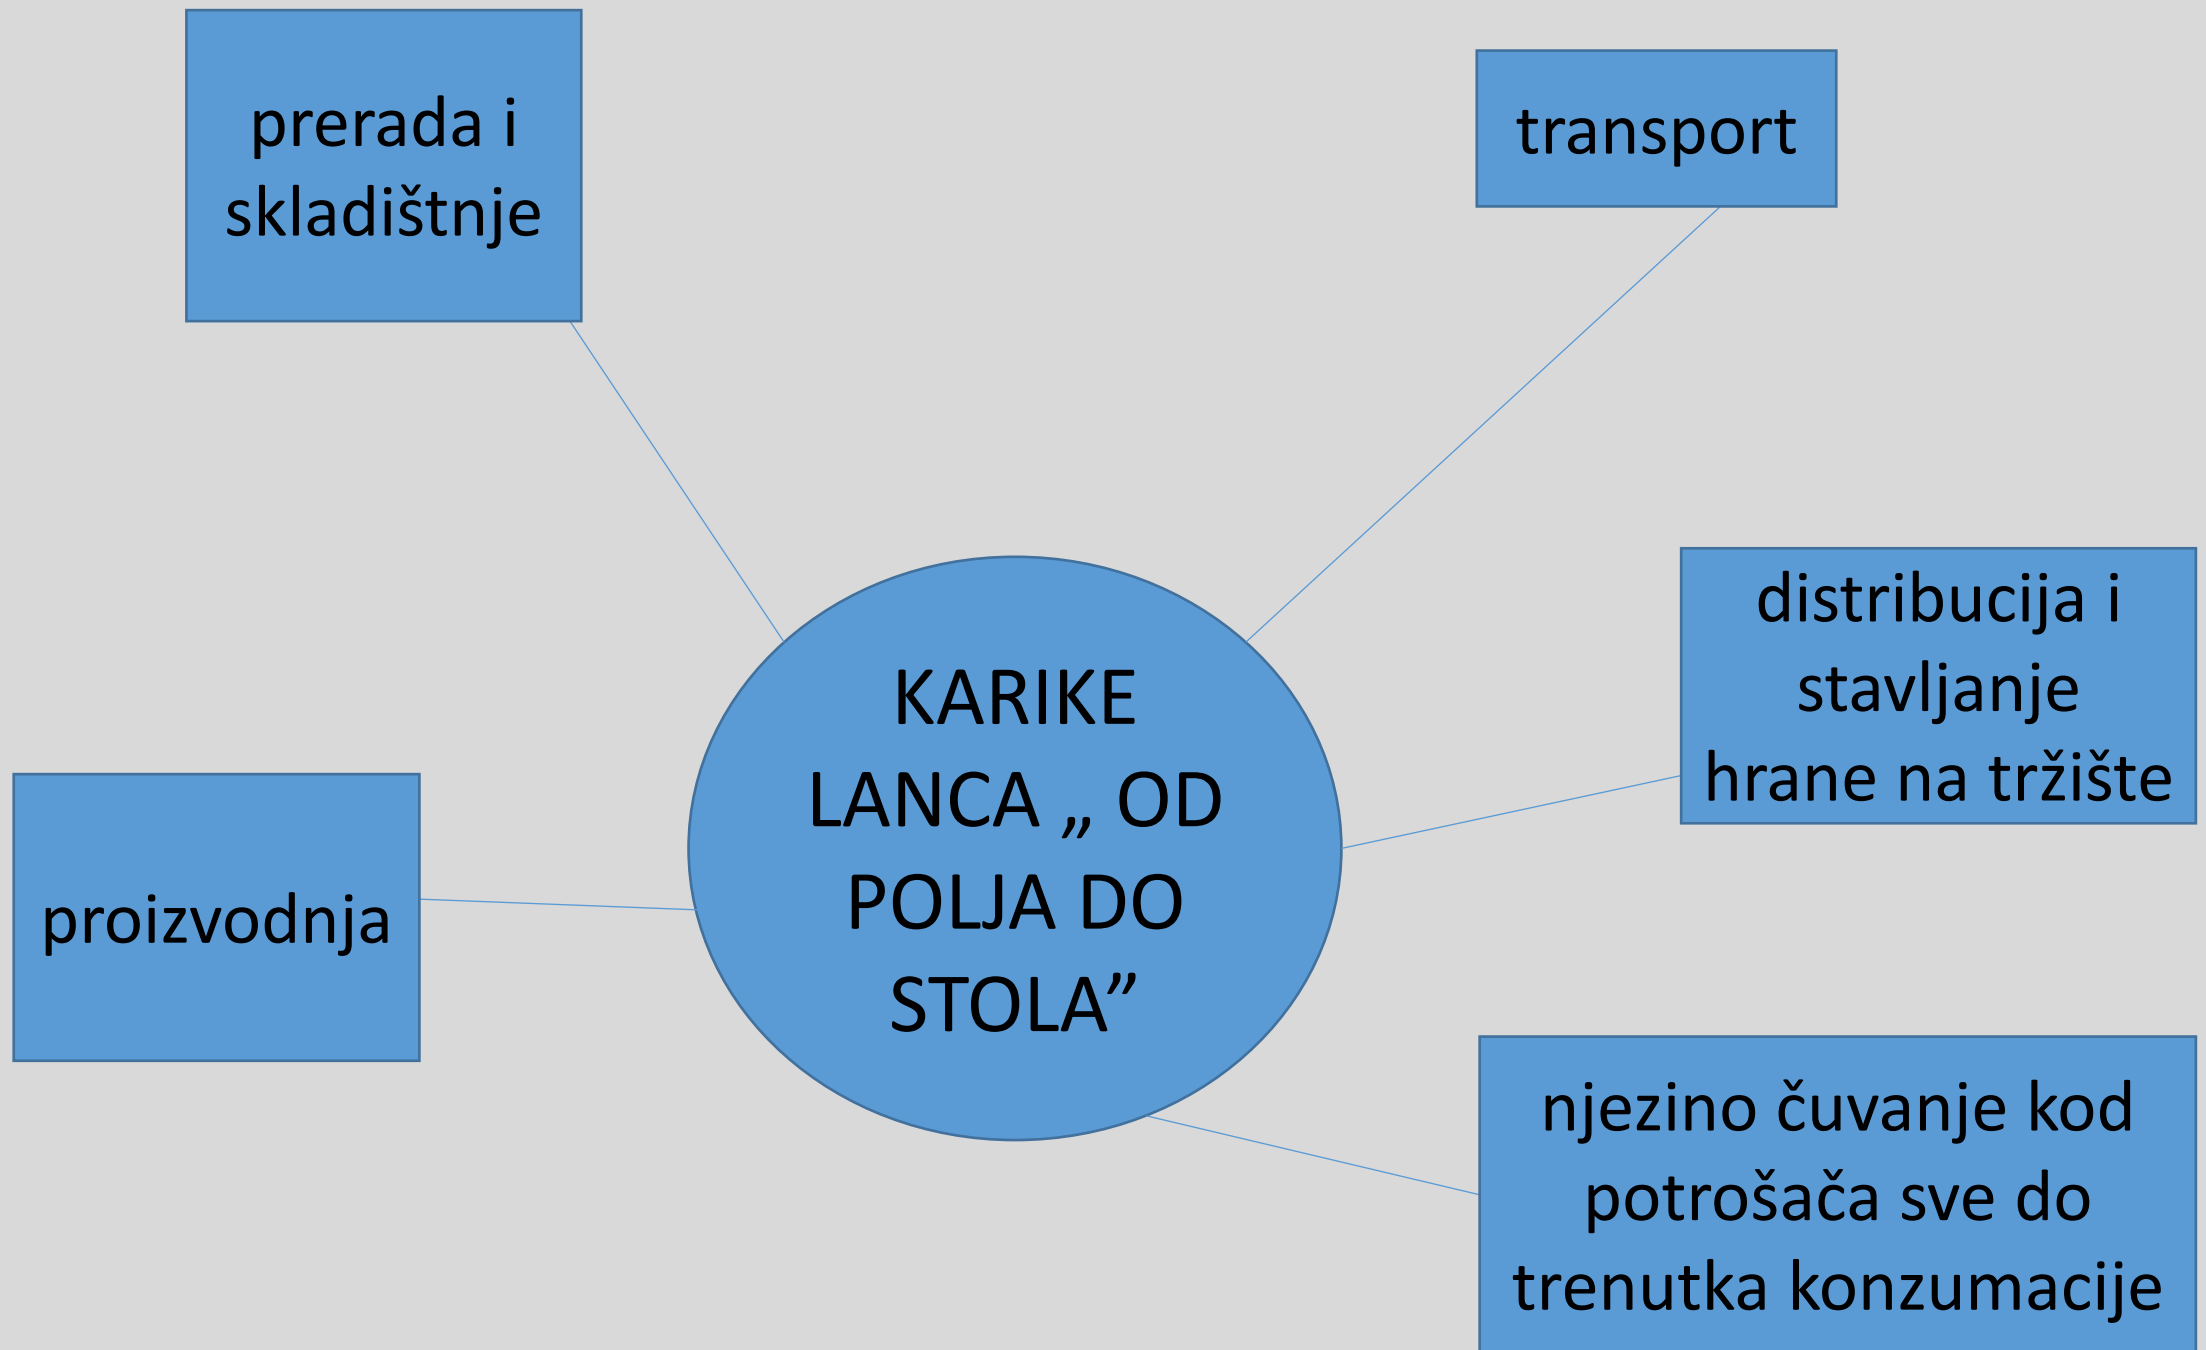 prerada i
skladištnje
transport
KARIKE
LANCA „ OD
POLJA DO
STOLA”
distribucija i
stavljanje
hrane na tržište
proizvodnja
njezino čuvanje kod
potrošača sve do
trenutka konzumacije